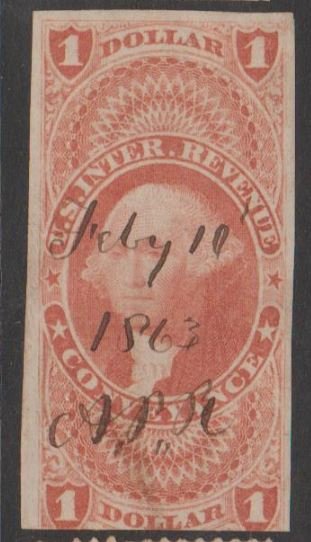 1 DOLLAR 1
U.S. INTER. REVENUE
Feby 10
1863
CONVEYANCE
1 DOLLAR 1